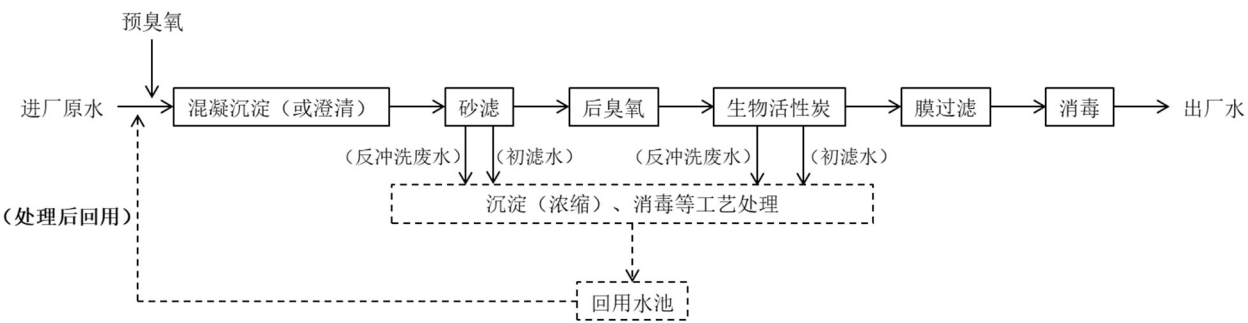 预臭氧
进厂原水
混凝沉淀（或澄清）
砂滤
后臭氧
生物活性炭
膜过滤
消毒
出厂水
（反冲洗废水）
（初滤水）
（反冲洗废水）
（初滤水）
沉淀（浓缩）、消毒等工艺处理
（处理后回用）
回用水池